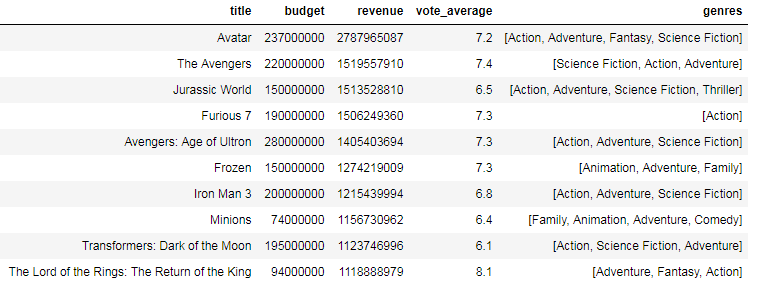 title budget revenue vote_average genres
Avatar 237000000 2787965087 7.2 [Action, Adventure, Fantasy, Science Fiction]
The Avengers 220000000 1519557910 7.4 [Science Fiction, Action, Adventure]
Jurassic World 150000000 1513528810 6.5 [Action, Adventure, Science Fiction, Thriller]
Furious 7 190000000 1506249360 7.3 [Action]
Avengers: Age of Ultron 280000000 1405403694 7.3 [Action, Adventure, Science Fiction]
Frozen 150000000 1274219009 7.3 [Animation, Adventure, Family]
Iron Man 3 200000000 1215439994 6.8 [Action, Adventure, Science Fiction]
Minions 74000000 1156730962 6.4 [Family, Animation, Adventure, Comedy]
Transformers: Dark of the Moon 195000000 1123746996 6.1 [Action, Science Fiction, Adventure]
The Lord of the Rings: The Return of the King 94000000 1118888979 8.1 [Adventure, Fantasy, Action]